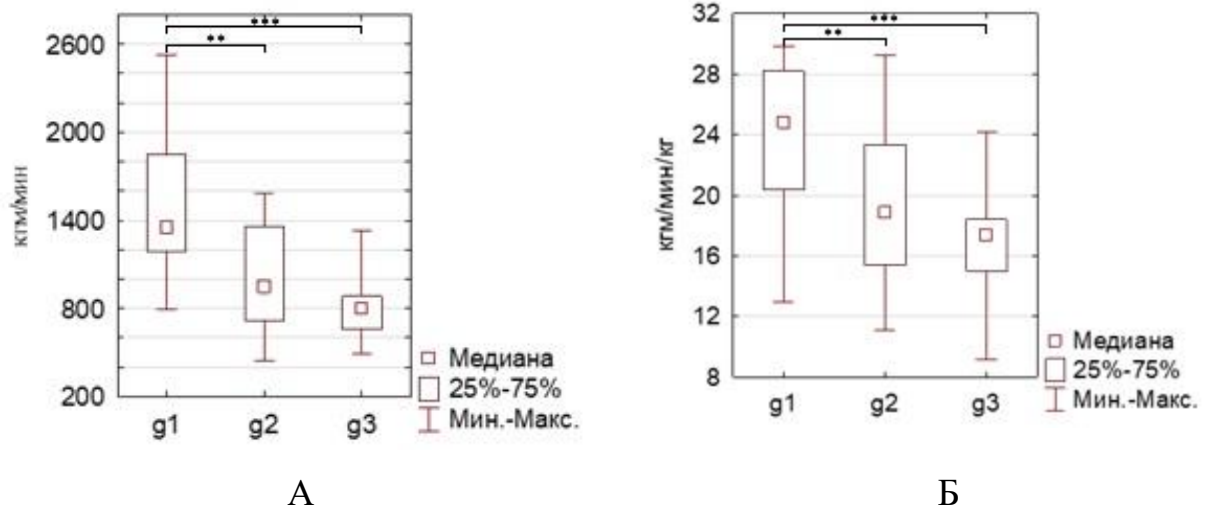 кгм/мин
2600
2000
1400
800
200
***
**
g1 g2 g3
Медиана
25%-75%
Мин.-Макс.
А
кгм/мин/кг
32
28
24
20
16
12
8
***
**
g1 g2 g3
Медиана
25%-75%
Мин.-Макс.
Б